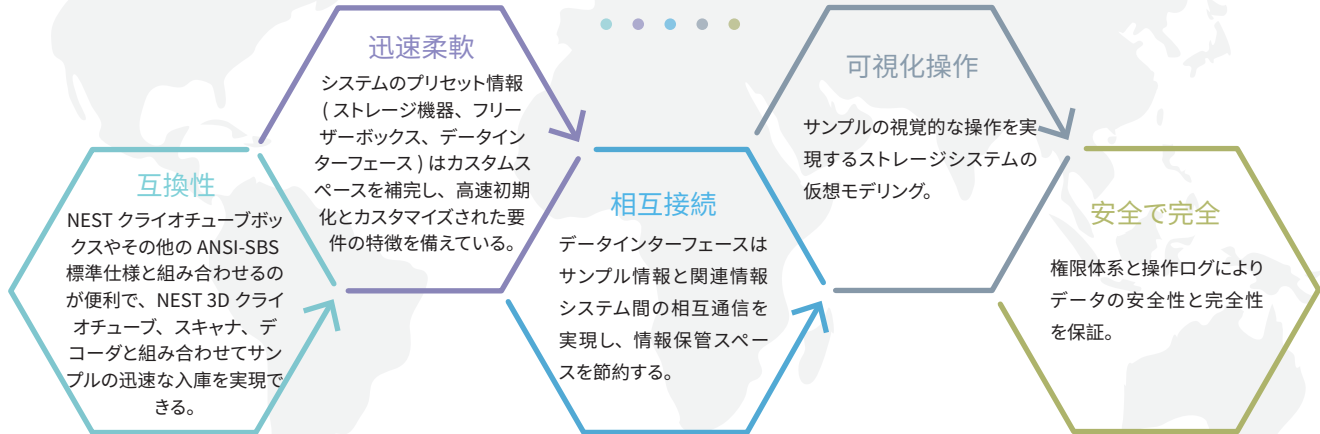 互換性
NEST クライオチューブボッ
クスやその他の ANSI-SBS
標準仕様と組み合わせるの
が便利で、NEST 3D クライ
オチューブ、スキャナ、デ
コーダと組み合わせてサン
プルの迅速な入庫を実現で
きる。
迅速柔軟
システムのプリセット情報
( ストレージ機器、フリー
ザーボックス、データイン
ターフェース ) はカスタムス
ペースを補完し、高速初期
化とカスタマイズされた要
件の特徴を備えている。
相互接続
データインターフェースは
サンプル情報と関連情報
システム間の相互通信を
実現し、情報保管スペー
スを節約する。
可視化操作
サンプルの視覚的な操作を実
現するストレージシステムの
仮想モデリング。
安全で完全
権限体系と操作ログにより
データの安全性と完全性
を保証。